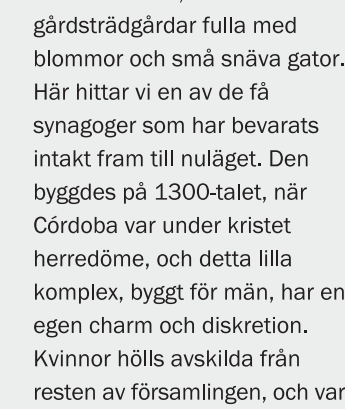 gårdsträdgårdar fulla med
blommor och små snäva gator.
Här hittar vi en av de få
synagoger som har bevarats
intakt fram till nuläget. Den
byggdes på 1300-talet, när
Córdoba var under kristet
herredöme, och detta lilla
komplex, byggt för män, har en
egen charm och diskretion.
Kvinnor hölls avskilda från
resten av församlingen, och var